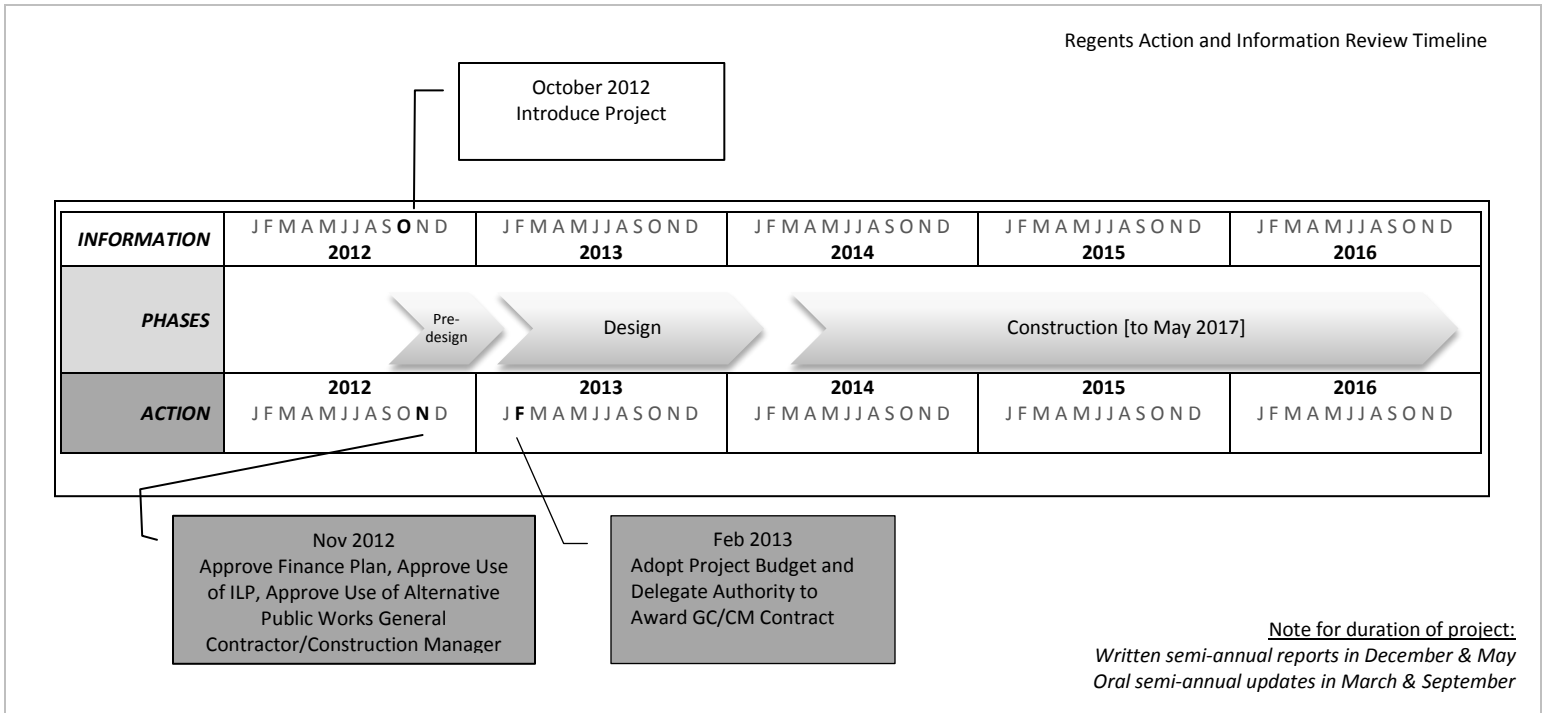 Regents Action and Information Review Timeline
October 2012
Introduce Project
INFORMATION
J F M A M J J A S O N D
2012
J F M A M J J A S O N D
2013
J F M A M J J A S O N D
2014
J F M A M J J A S O N D
2015
J F M A M J J A S O N D
2016
PHASES
Pre-
design
Design
Construction [to May 2017]
ACTION
2012
J F M A M J J A S O N D
2013
J F M A M J J A S O N D
2014
J F M A M J J A S O N D
2015
J F M A M J J A S O N D
2016
J F M A M J J A S O N D
Nov 2012
Approve Finance Plan, Approve Use
of ILP, Approve Use of Alternative
Public Works General
Contractor/Construction Manager
Feb 2013
Adopt Project Budget and
Delegate Authority to
Award GC/CM Contract
Note for duration of project:
Written semi-annual reports in December & May
Oral semi-annual updates in March & September